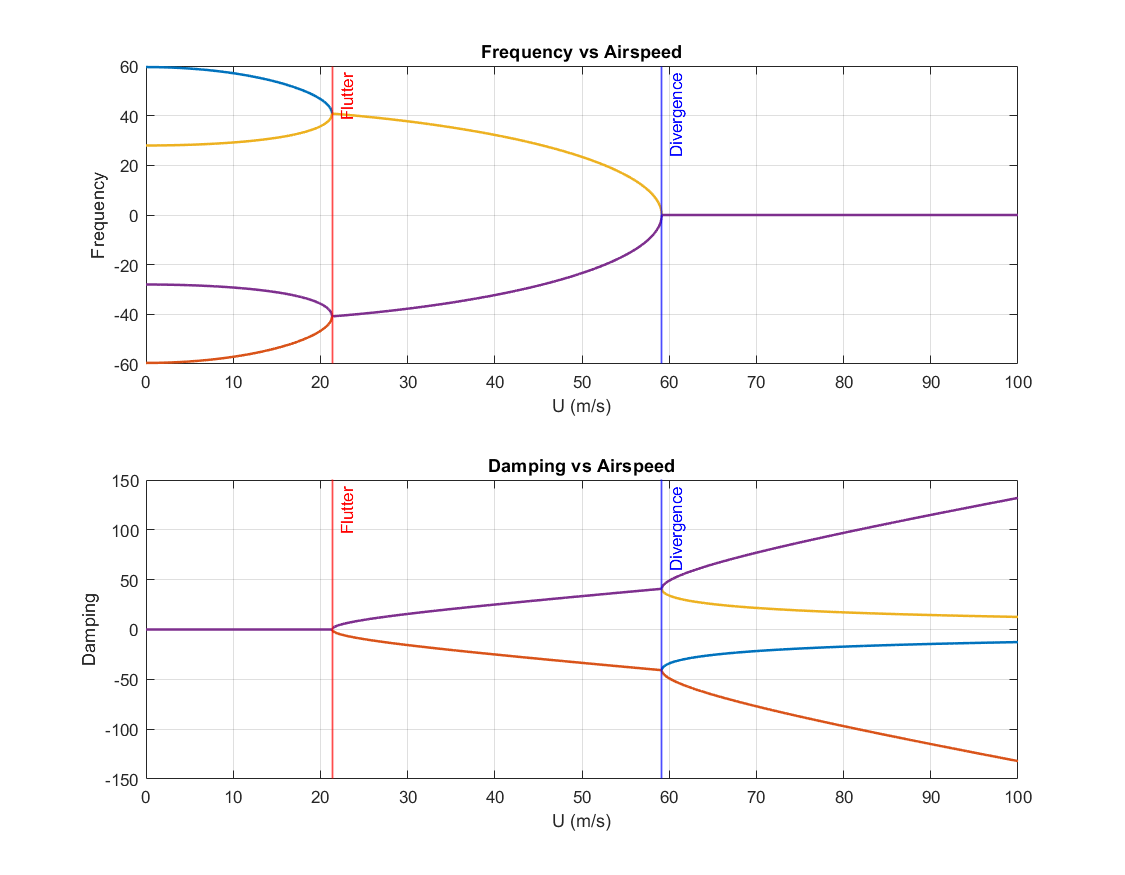 Frequency vs Airspeed
60
40
20
0
-20
-40
-60
Frequency
Flutter
Divergence
0 10 20 30 40 50 60 70 80 90 100
U (m/s)
Damping vs Airspeed
150
100
50
0
-50
-100
-150
Damping
Flutter
Divergence
0 10 20 30 40 50 60 70 80 90 100
U (m/s)